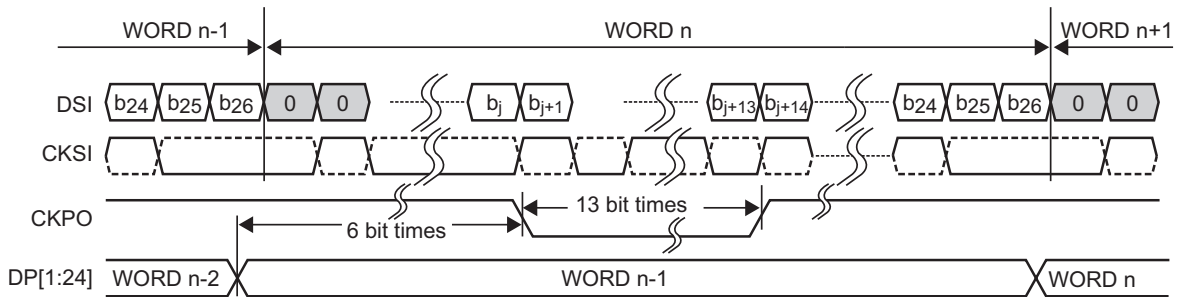 WORD n-1 WORD n WORD n+1
DSI b24 b25 b26 0 0 bj bj+1 bj+13 bj+14 b24 b25 b26 0 0
CKSI
CKPO 6 bit times 13 bit times
DP[1:24] WORD n-2 WORD n-1 WORD n